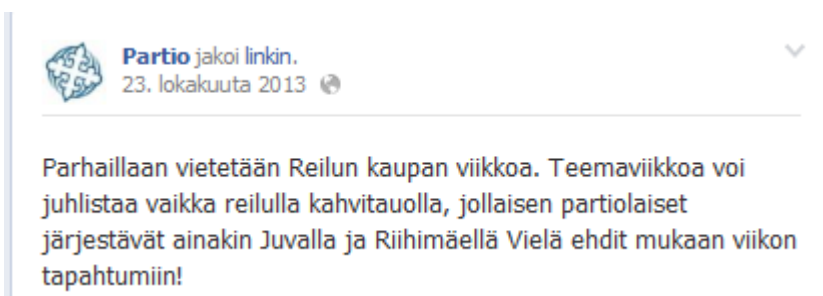 Partio jakoi linkin.
23. lokakuuta 2013
Parhaillaan vietetään Reilun kaupan viikkoa. Teemaviikkoa voi
juhlistaa vaikka reilulla kahvitauolla, jollaisen partiolaiset
järjestävät ainakin Juvalla ja Riihimäellä Vielä ehdit mukaan viikon
tapahtumiin!